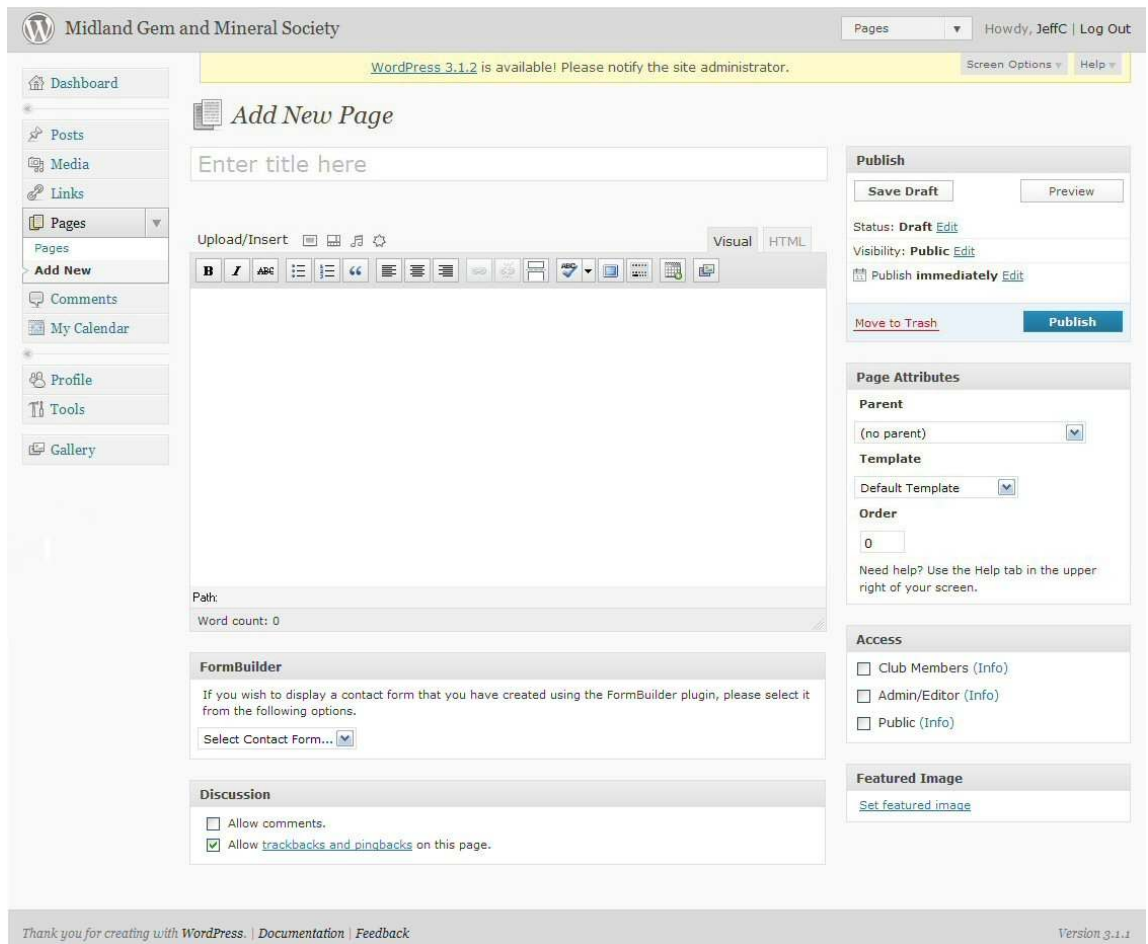 Midland Gem and Mineral Society
Pages
Howdy, JeffC | Log Out
WordPress 3.1.2 is available! Please notify the site administrator.
Screen Options
Help
Dashboard
Posts
Media
Links
Pages
Pages
Add New
Comments
My Calendar
Profile
Tools
Gallery
Add New Page
Enter title here
Upload/Insert
Visual
HTML
B I ABC
ABC
Path:
Word count: 0
FormBuilder
If you wish to display a contact form that you have created using the FormBuilder plugin, please select it
from the following options.
Select Contact Form...
Discussion
Allow comments.
Allow trackbacks and pingbacks on this page.
Publish
Save Draft
Preview
Status: Draft Edit
Visibility: Public Edit
Publish immediately Edit
Move to Trash
Publish
Page Attributes
Parent
(no parent)
Template
Default Template
Order
0
Need help? Use the Help tab in the upper
right of your screen.
Access
Club Members (Info)
Admin/Editor (Info)
Public (Info)
Featured Image
Set featured image
Thank you for creating with WordPress. | Documentation | Feedback
Version 3.1.1